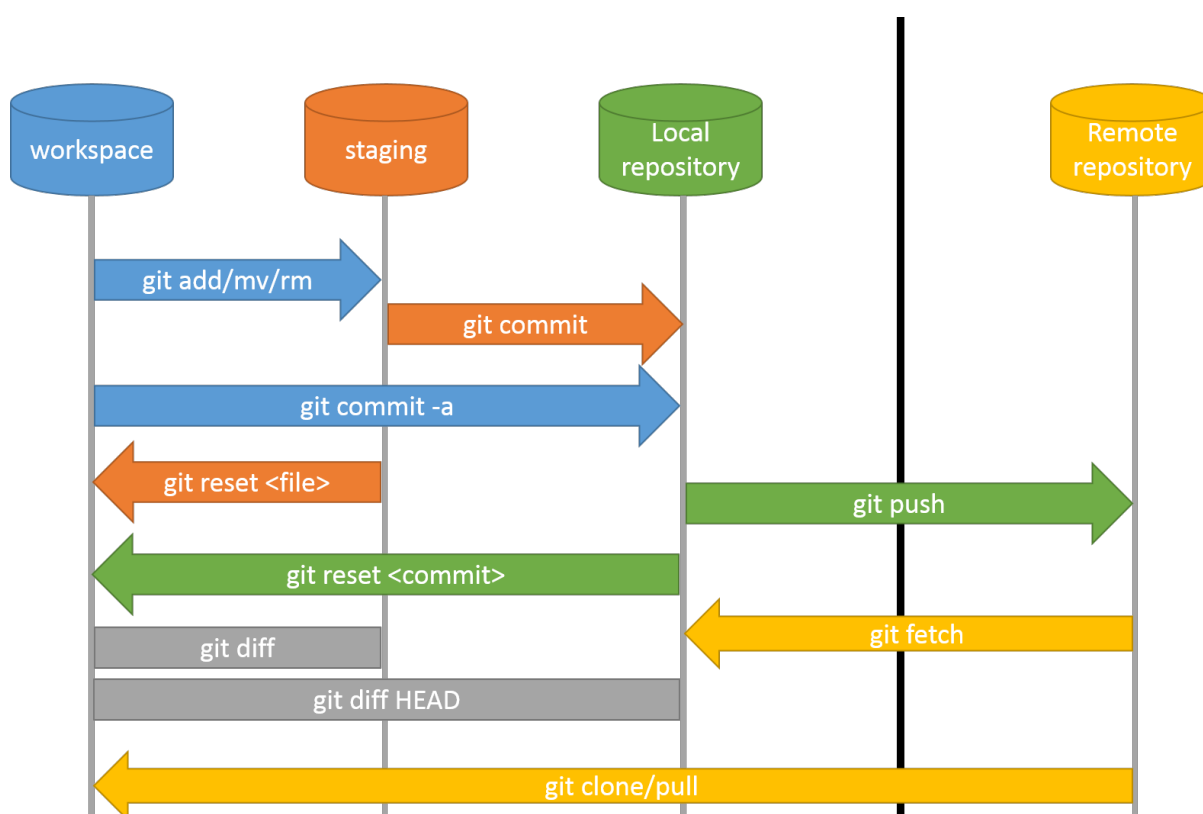 workspace
staging
Local
repository
Remote
repository
git add/mv/rm
git commit
git commit -a
git reset <file>
git push
git reset <commit>
git fetch
git diff
git diff HEAD
git clone/pull